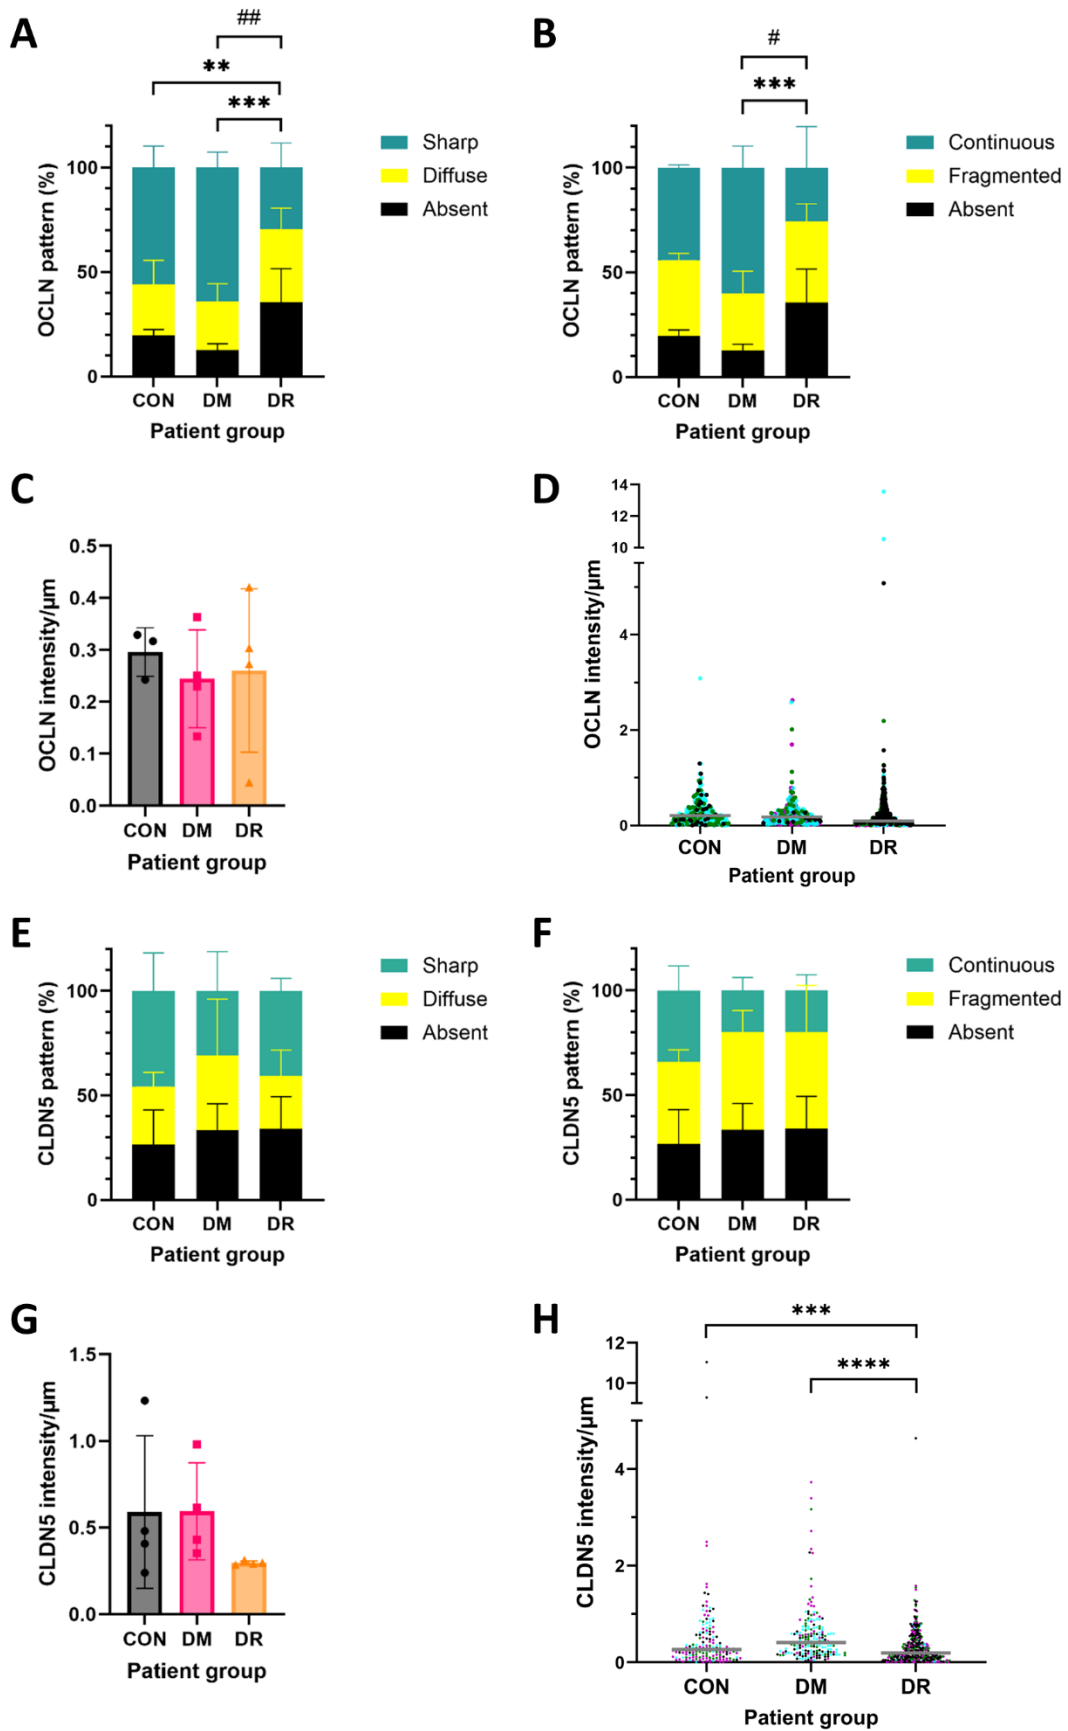 A
##
**
***
OCLN pattern (%)
100
50
0
CON DM DR
Patient group
Sharp
Diffuse
Absent
B
#
***
OCLN pattern (%)
100
50
0
CON DM DR
Patient group
Continuous
Fragmented
Absent
C
OCLN intensity/µm
0.5
0.4
0.3
0.2
0.1
0.0
CON DM DR
Patient group
D
OCLN intensity/µm
14
12
10
4
2
0
CON DM DR
Patient group
E
CLDN5 pattern (%)
100
50
0
CON DM DR
Patient group
Sharp
Diffuse
Absent
F
CLDN5 pattern (%)
100
50
0
CON DM DR
Patient group
Continuous
Fragmented
Absent
G
CLDN5 intensity/µm
1.5
1.0
0.5
0.0
CON DM DR
Patient group
H
***
****
CLDN5 intensity/µm
12
10
4
2
0
CON DM DR
Patient group